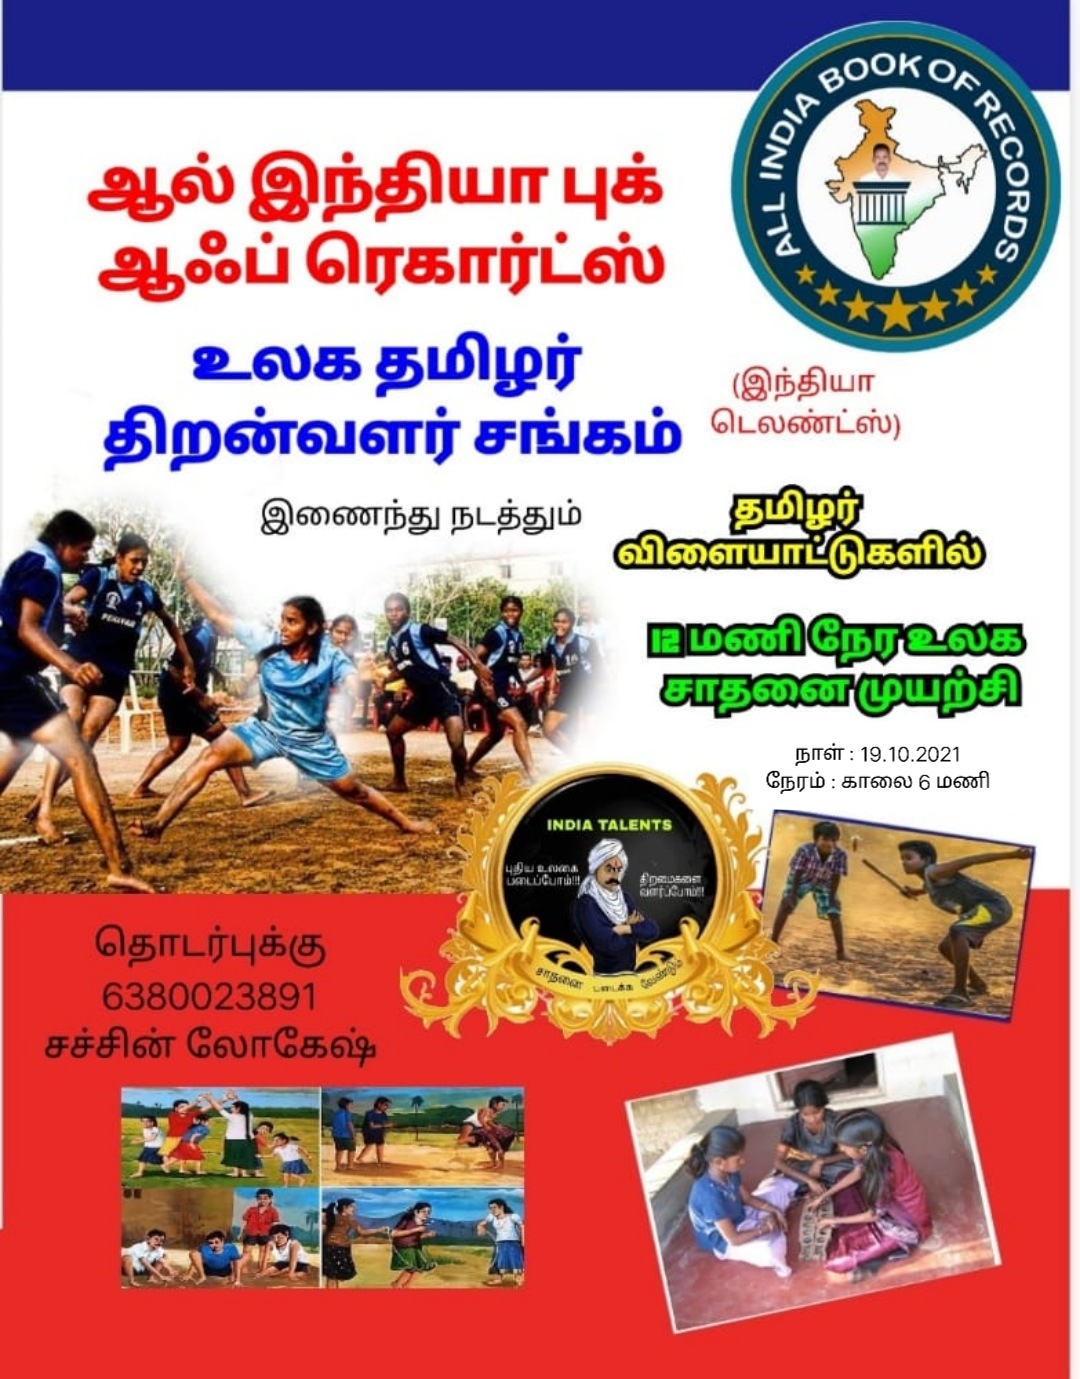 ALL INDIA BOOK OF RECORDS
ஆல் இந்தியா புக்
ஆஃப் ரெகார்ட்ஸ்
உலக தமிழர்
திறன்வளர் சங்கம்
(இந்தியா
டெலண்ட்ஸ்)
இணைந்து நடத்தும்
தமிழர்
விளையாட்டுகளில்
12 மணி நேர உலக
சாதனை முயற்சி
நாள் : 19.10.2021
நேரம் : காலை 6 மணி
INDIA TALENTS
புதிய உலகை
படைப்போம்!!!
திறமைகளை
வளர்ப்போம்!!!
சாதனை படைக்க வேண்டும்
தொடர்புக்கு
6380023891
சச்சின் லோகேஷ்